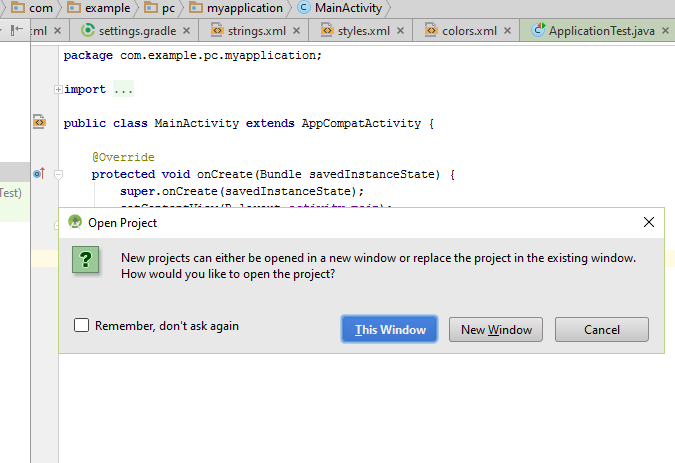 com example pc myapplication MainActivity
.ml settings.gradle strings.xml styles.xml colors.xml ApplicationTest.java
package com.example.pc.myapplication;
import ...
public class MainActivity extends AppCompatActivity {
@Override
protected void onCreate(Bundle savedInstanceState) {
Test)
super.onCreate(savedInstanceState);
Open Project
New projects can either be opened in a new window or replace the project in the existing window.
How would you like to open the project?
Remember, don't ask again
This Window
New Window
Cancel